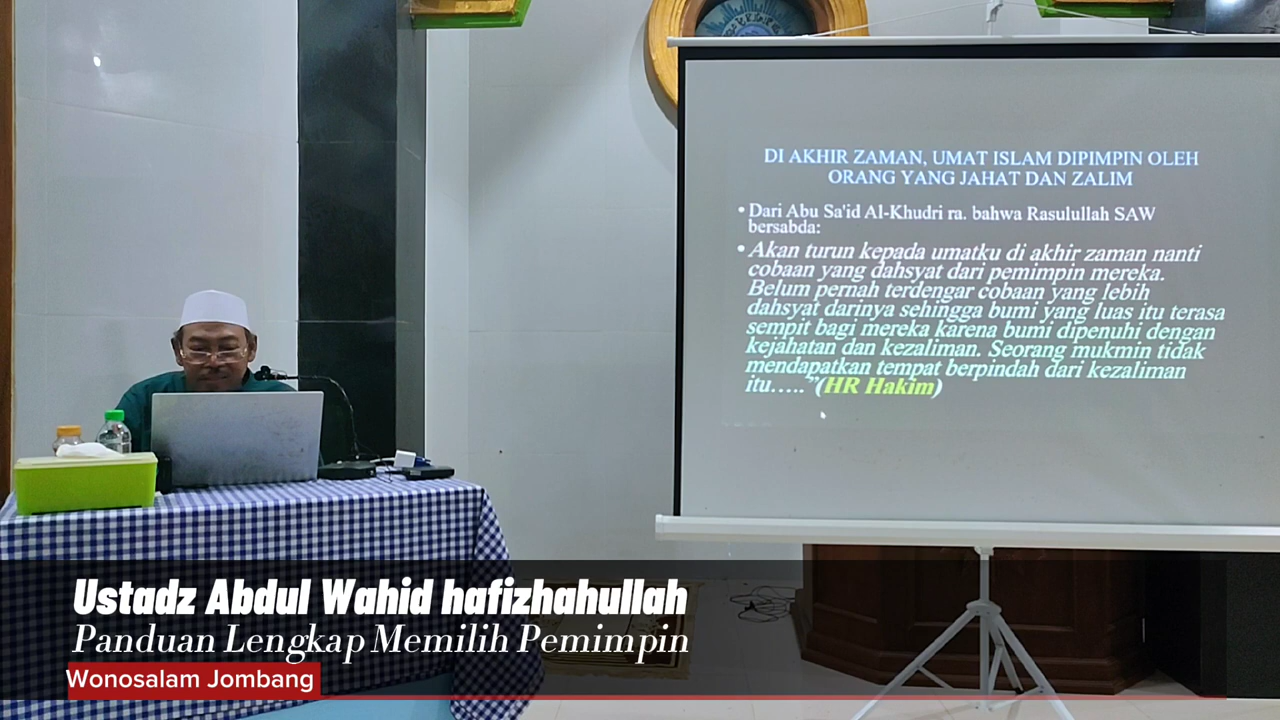 DI AKHIR ZAMAN, UMAT ISLAM DIPIMPIN OLEH
ORANG YANG JAHAT DAN ZALIM
• Dari Abu Sa'id Al-Khudri ra. bahwa Rasulullah SAW
bersabda:
• Akan turun kepada umatku di akhir zaman nanti
cobaan yang dahsyat dari pemimpin mereka.
Belum pernah terdengar cobaan yang lebih
dahsyat darinya sehingga bumi yang luas itu terasa
sempit bagi mereka karena bumi dipenuhi dengan
kejahatan dan kezaliman. Seorang mukmin tidak
mendapatkan tempat berpindah dari kezaliman
itu….. ”(HR Hakim)
Ustadz Abdul Wahid hafizhahullah
Panduan Lengkap Memilih Pemimpin
Wonosalam Jombang